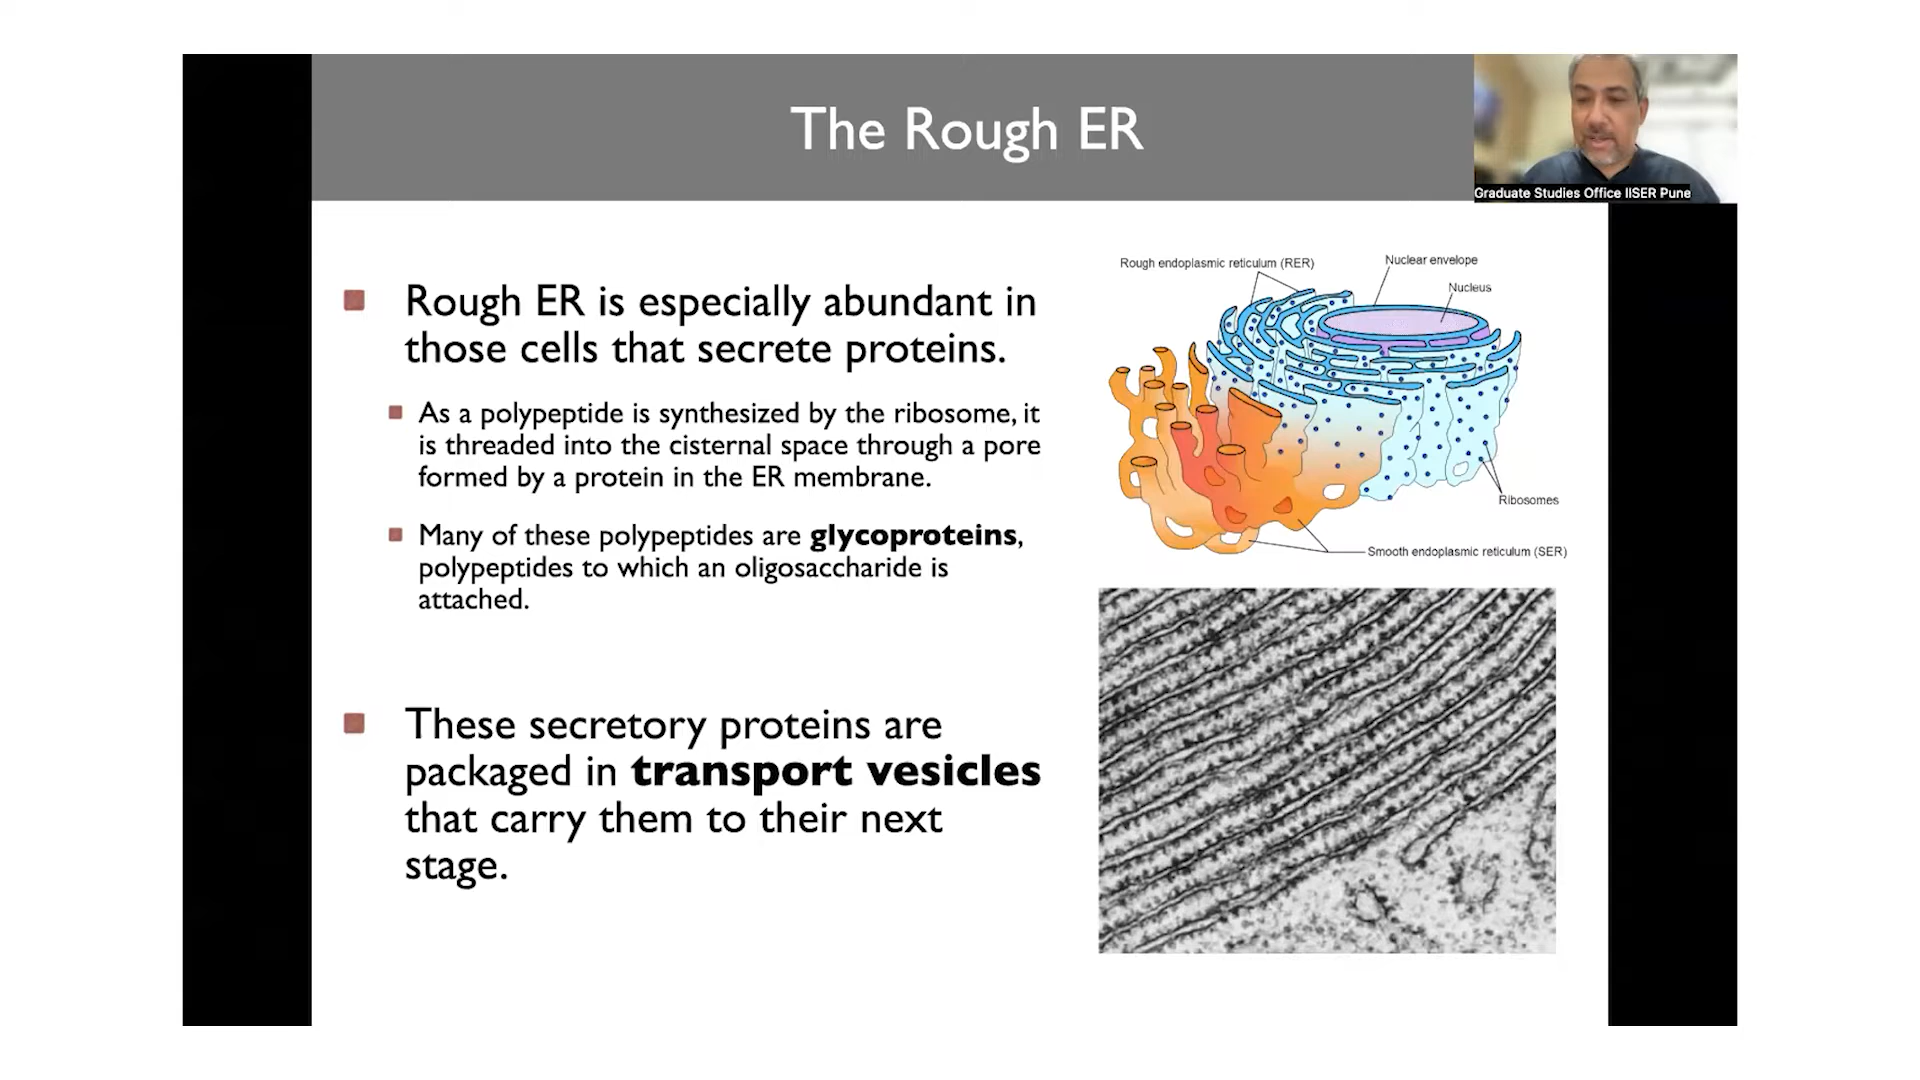 The Rough ER
Graduate Studies Office IISER Pune
Rough ER is especially abundant in
those cells that secrete proteins.
As a polypeptide is synthesized by the ribosome, it
is threaded into the cisternal space through a pore
formed by a protein in the ER membrane.
Many of these polypeptides are glycoproteins,
polypeptides to which an oligosaccharide is
attached.
These secretory proteins are
packaged in transport vesicles
that carry them to their next
stage.
Rough endoplasmic reticulum (RER)
Nuclear envelope
Nucleus
Ribosomes
Smooth endoplasmic reticulum (SER)